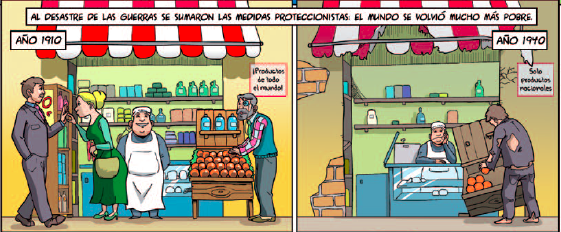 AL DESASTRE DE LAS GUERRAS SE SUMARON LAS MEDIDAS PROTECCIONISTAS: EL MUNDO SE VOLVIÓ MUCHO MÁS POBRE.
AÑO 1910
¡Productos
de todo
el mundo!
AÑO 1940
Solo
productos
nacionales